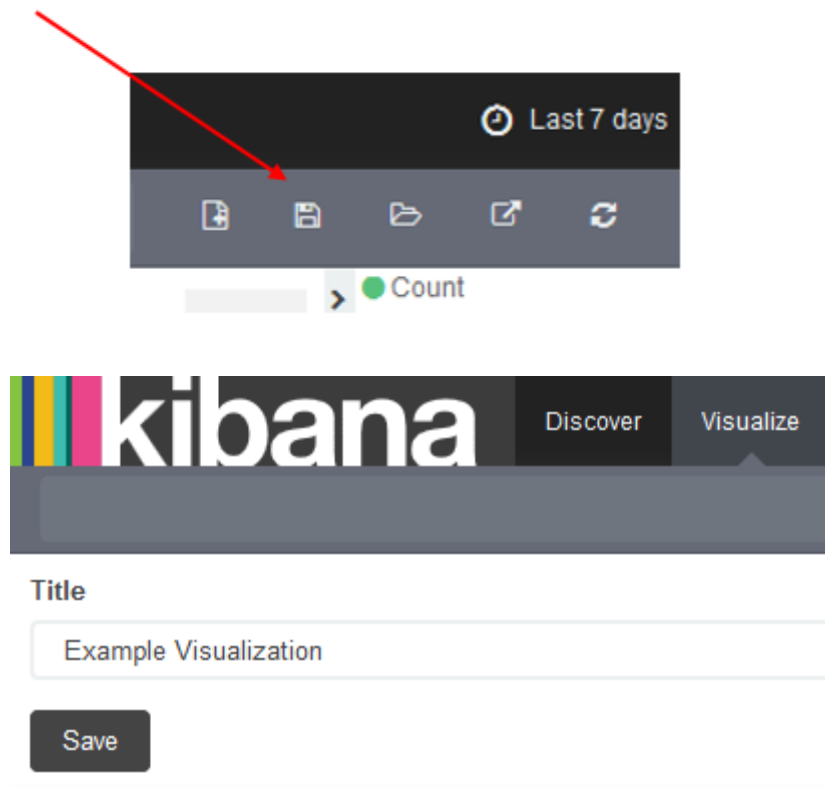 Last 7 days
Count
kibana
Discover Visualize
Title
Example Visualization
Save